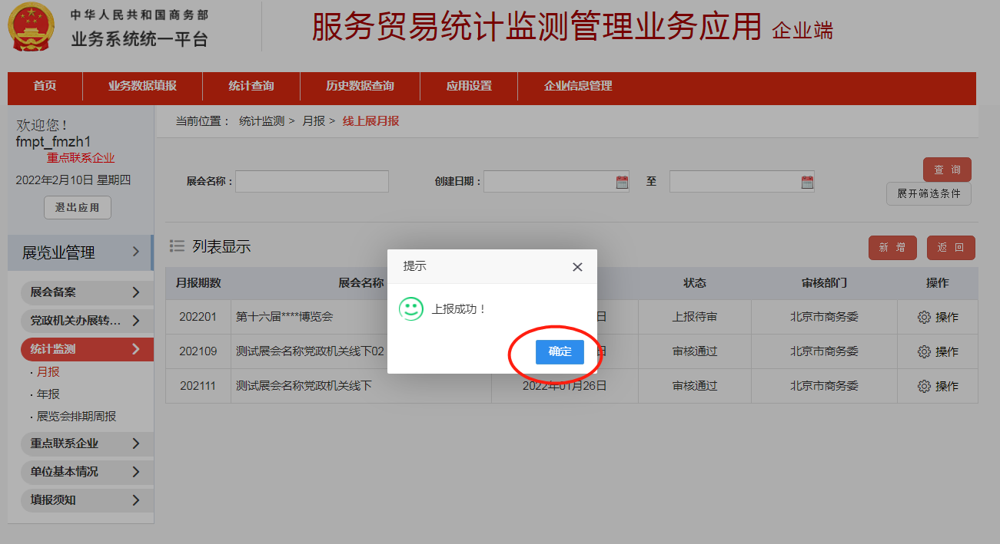 中华人民共和国商务部
业务系统统一平台
服务贸易统计监测管理业务应用 企业端
首页 业务数据填报 统计查询 历史数据查询 应用设置 企业信息管理
欢迎您！
fmpt_fmzh1
重点联系企业
2022年2月10日 星期四
退出应用
展览业管理
展会备案
党政机关办展转...
统计监测
· 月报
· 年报
· 展览会排期周报
重点联系企业
单位基本情况
填报须知
当前位置： 统计监测 > 月报 > 线上展月报
展会名称： 创建日期： 至
查 询
展开筛选条件
列表显示
新 增 返 回
月报期数 展会名称 状态 审核部门 操作
202201 第十六届****博览会 日 上报待审 北京市商务委 操作
202109 测试展会名称党政机关线下02 日 审核通过 北京市商务委 操作
202111 测试展会名称党政机关线下 2022年01月26日 审核通过 北京市商务委 操作
提示
上报成功！
确定